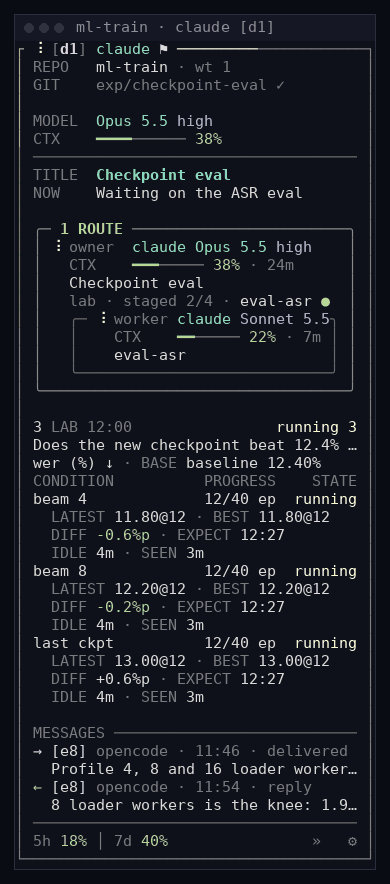 ml-train · claude [d1]
⠸ [d1] claude ⚑
REPO ml-train · wt 1
GIT exp/checkpoint-eval ✓
MODEL Opus 5.5 high
CTX 38%
TITLE Checkpoint eval
NOW Waiting on the ASR eval
1 ROUTE
⠸ owner claude Opus 5.5 high
CTX 38% · 24m
Checkpoint eval
lab · staged 2/4 · eval-asr ●
⠸ worker claude Sonnet 5.5
CTX 22% · 7m
eval-asr
3 LAB 12:00 running 3
Does the new checkpoint beat 12.4% …
wer (%) ↓ · BASE baseline 12.40%
CONDITION PROGRESS STATE
beam 4 12/40 ep running
LATEST 11.80@12 · BEST 11.80@12
DIFF -0.6%p · EXPECT 12:27
IDLE 4m · SEEN 3m
beam 8 12/40 ep running
LATEST 12.20@12 · BEST 12.20@12
DIFF -0.2%p · EXPECT 12:27
IDLE 4m · SEEN 3m
last ckpt 12/40 ep running
LATEST 13.00@12 · BEST 13.00@12
DIFF +0.6%p · EXPECT 12:27
IDLE 4m · SEEN 3m
MESSAGES
→ [e8] opencode · 11:46 · delivered
Profile 4, 8 and 16 loader worker…
← [e8] opencode · 11:54 · reply
8 loader workers is the knee: 1.9…
5h 18% │ 7d 40% » ⚙